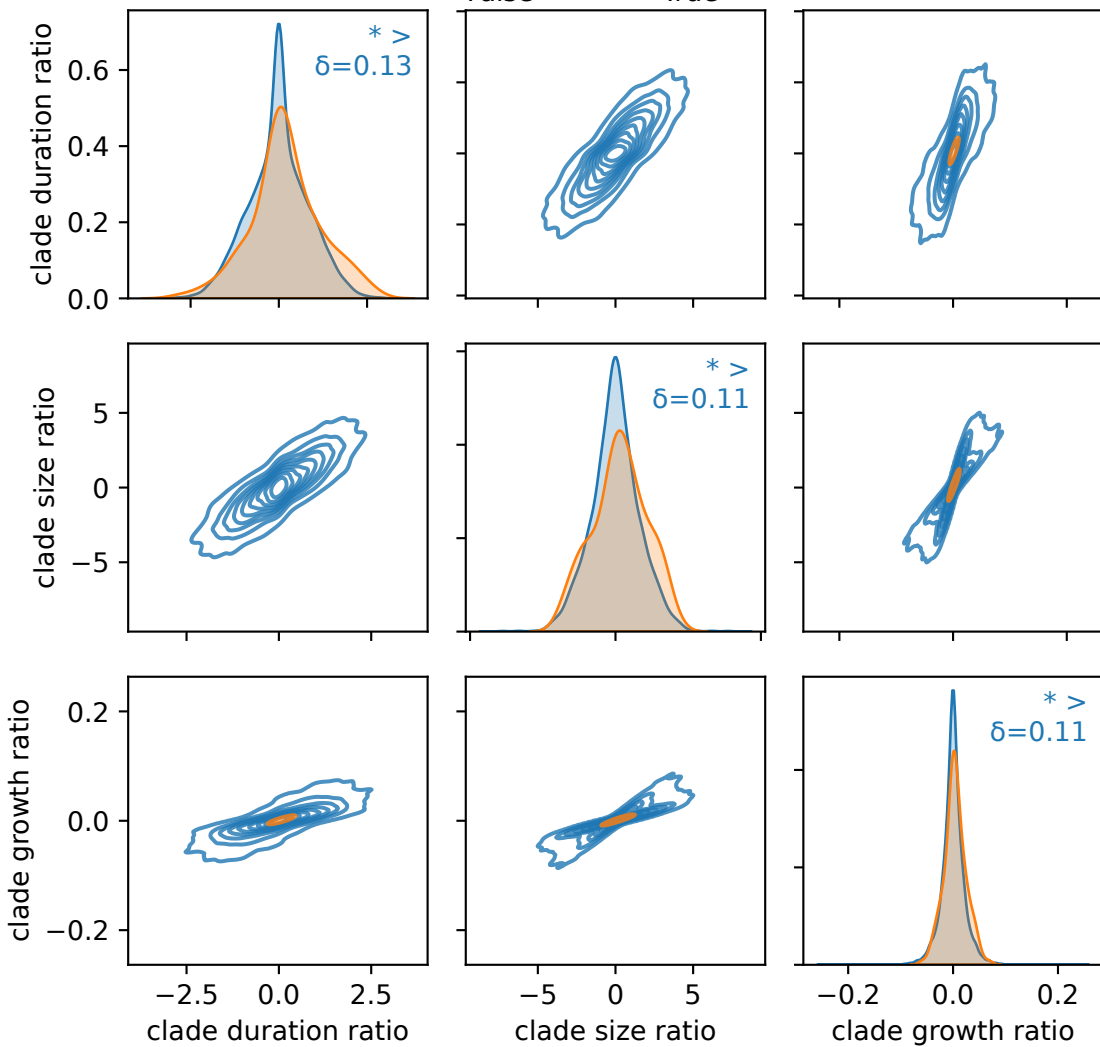 clade duration ratio
0.6
0.4
0.2
0.0
* >
δ=0.13
clade size ratio
5
0
−5
* >
δ=0.11
clade growth ratio
0.2
0.0
−0.2
* >
δ=0.11
−2.5 0.0 2.5
−5 0 5
−0.2 0.0 0.2
clade duration ratio
clade size ratio
clade growth ratio